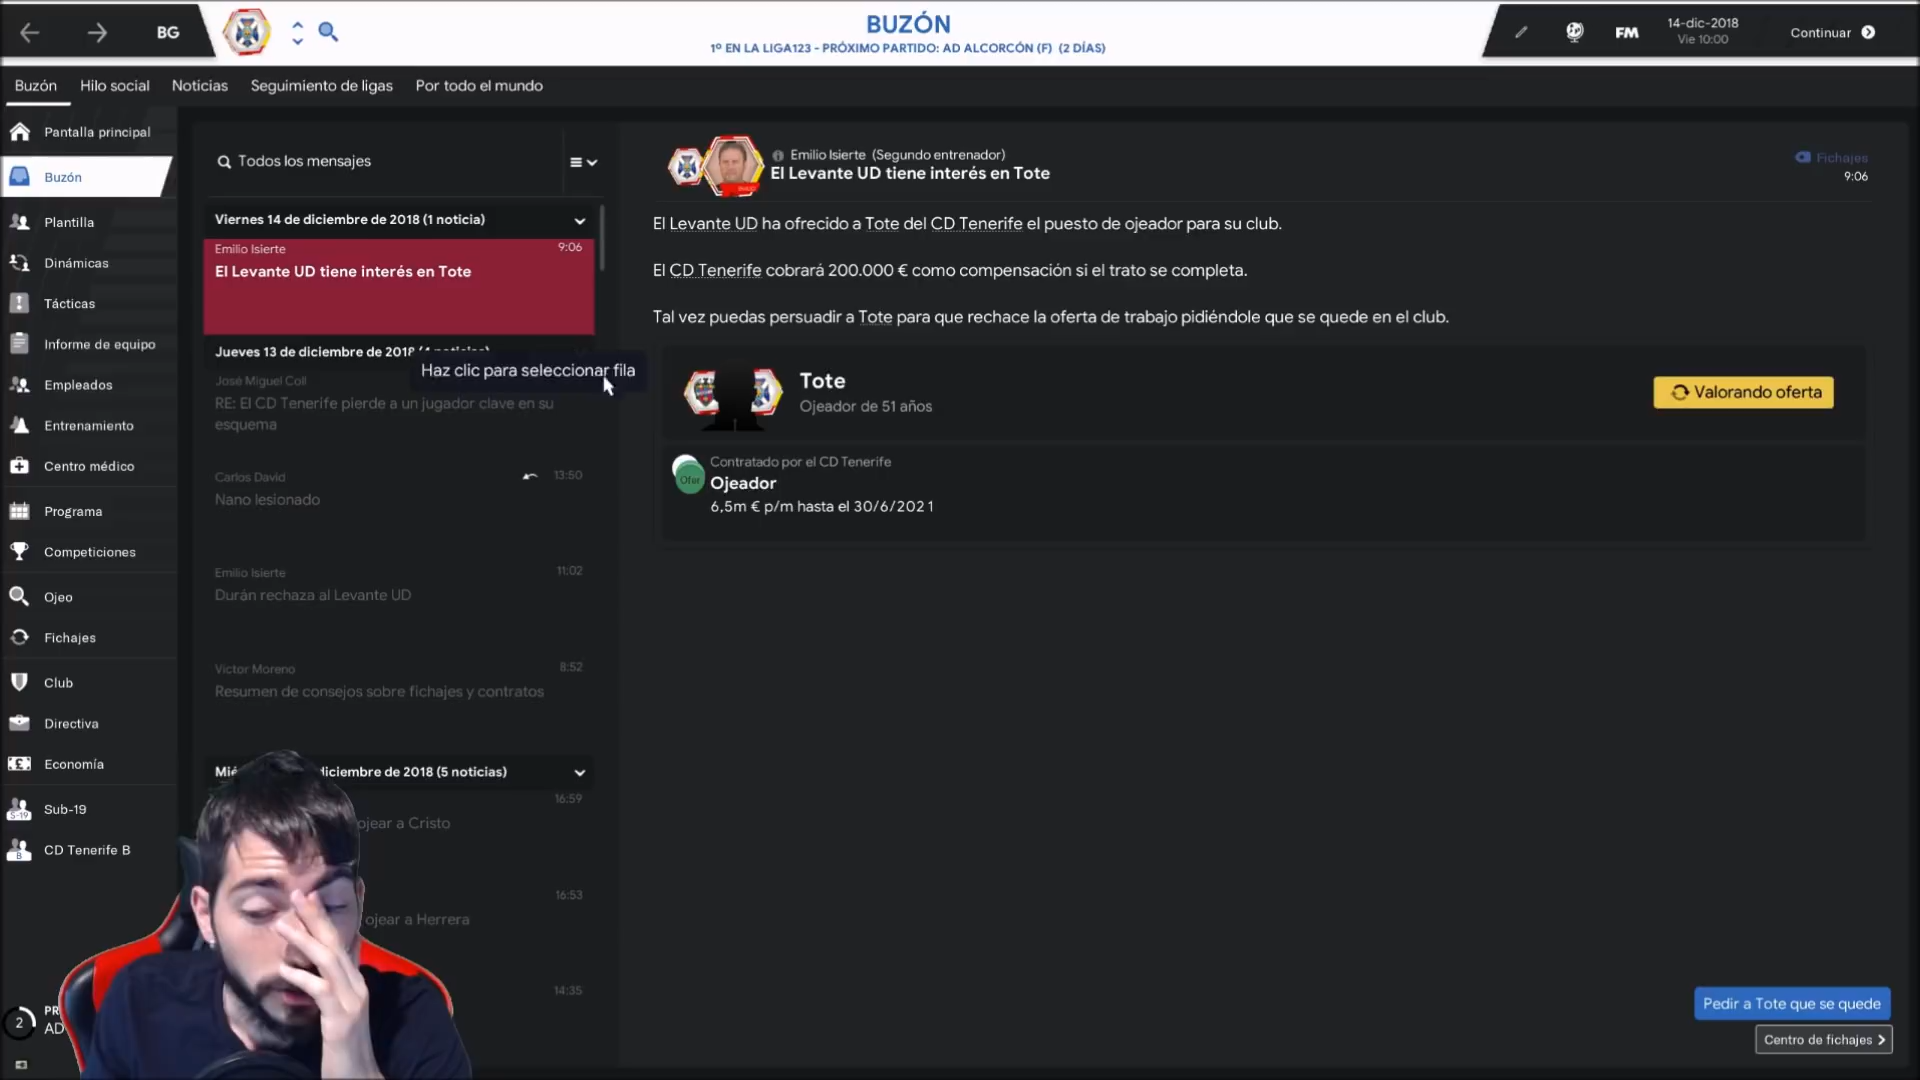 BG
BUZÓN
1º EN LA LIGA123 - PRÓXIMO PARTIDO: AD ALCORCÓN (F) (2 DÍAS)
FM
14-dic-2018
Vie 10:00
Continuar
Buzón
Hilo social
Noticias
Seguimiento de ligas
Por todo el mundo
Pantalla principal
Buzón
Plantilla
Dinámicas
Tácticas
Informe de equipo
Empleados
Entrenamiento
Centro médico
Programa
Competiciones
Ojeo
Fichajes
Club
Directiva
Economía
S-19
Sub-19
B
CD Tenerife B
2
AD
Todos los mensajes
Viernes 14 de diciembre de 2018 (1 noticia)
Emilio Isierte
9:06
El Levante UD tiene interés en Tote
Jueves 13 de diciembre de 2018 (4 noticias)
Haz clic para seleccionar fila
José Miguel Coll
RE: El CD Tenerife pierde a un jugador clave en su
esquema
Carlos David
13:50
Nano lesionado
Emilio Isierte
11:02
Durán rechaza al Levante UD
Víctor Moreno
8:52
Resumen de consejos sobre fichajes y contratos
diciembre de 2018 (5 noticias)
16:59
ojear a Cristo
16:53
ojear a Herrera
14:35
Emilio Isierte (Segundo entrenador)
El Levante UD tiene interés en Tote
Fichajes
9:06
El Levante UD ha ofrecido a Tote del CD Tenerife el puesto de ojeador para su club.
El CD Tenerife cobrará 200.000 € como compensación si el trato se completa.
Tal vez puedas persuadir a Tote para que rechace la oferta de trabajo pidiéndole que se quede en el club.
Tote
Ojeador de 51 años
Valorando oferta
Contratado por el CD Tenerife
Ofer
Ojeador
6,5m € p/m hasta el 30/6/2021
Pedir a Tote que se quede
Centro de fichajes